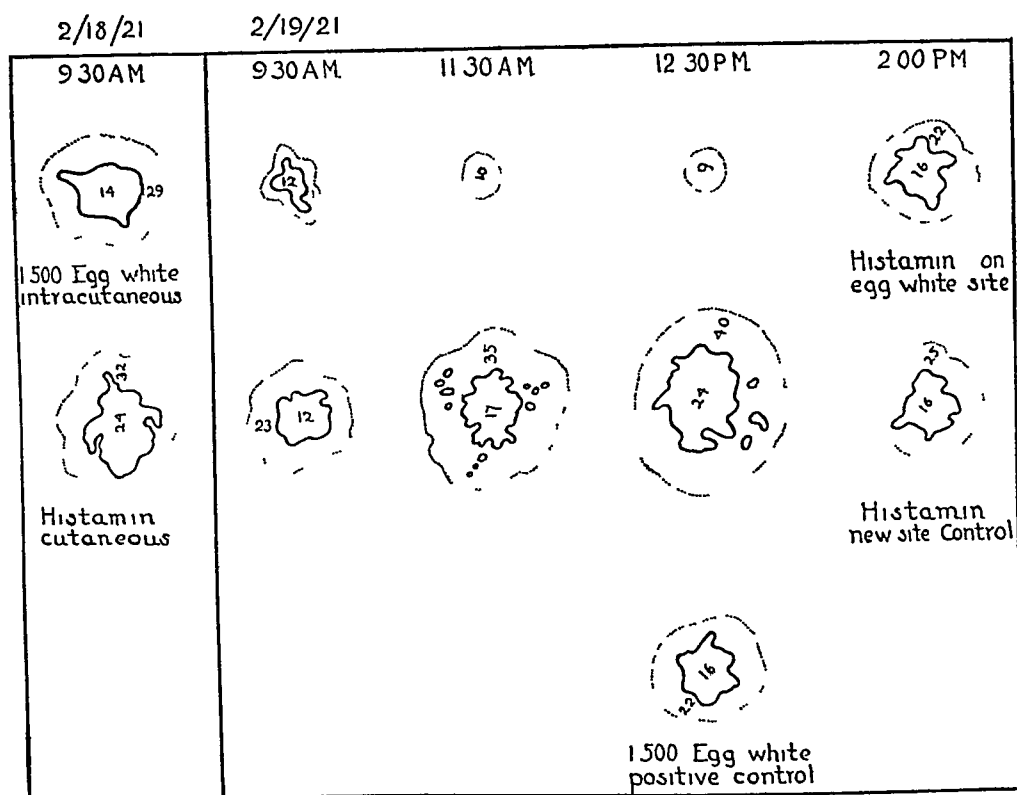 2/18/21 2/19/21
9 30 AM 9 30 AM 11 30 AM 12 30 PM 2 00 PM
14 29 12 9 22 16
1 500 Egg white
intracutaneous
Histamin on
egg white site
32 24 23 12 35 17 40 24 25 16
Histamin
cutaneous
Histamin
new site Control
16 22
1 500 Egg white
positive control